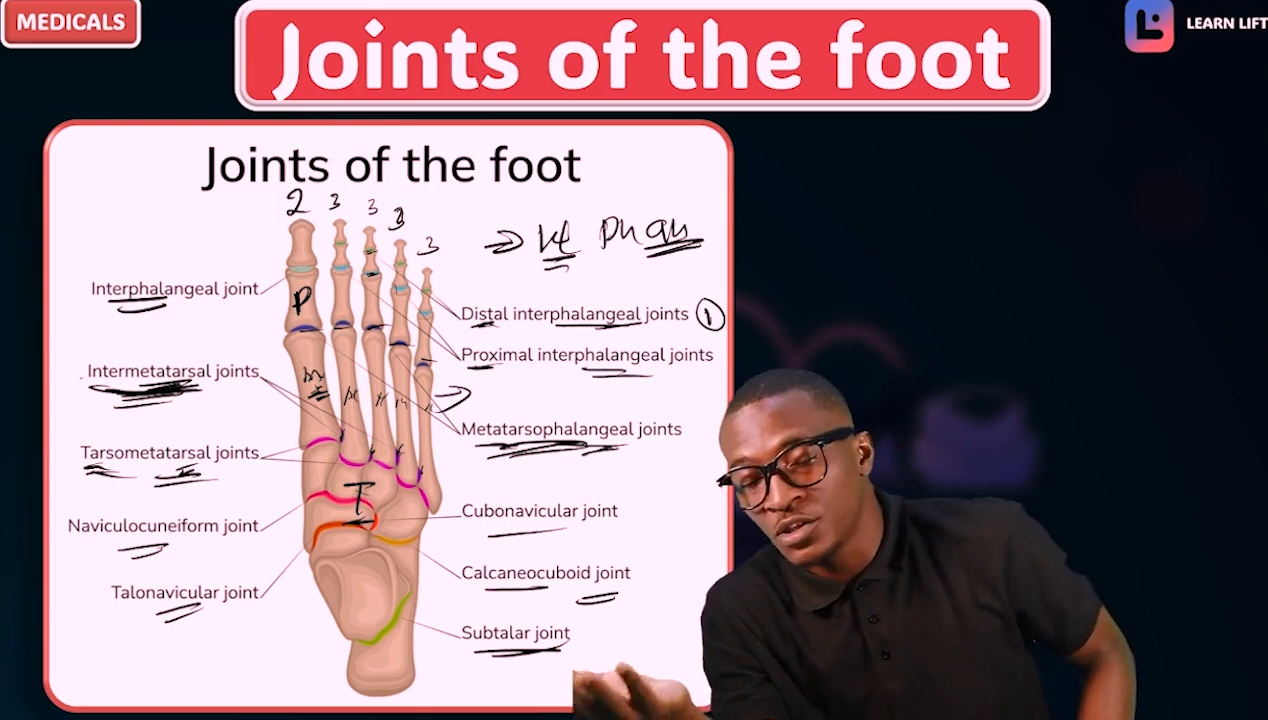 MEDICALS
Joints of the foot
LEARN LIFT
Joints of the foot
2 3 3 3 3
Interphalangeal joint
P
Distal interphalangeal joints 1
Proximal interphalangeal joints
Intermetatarsal joints
Metatarsophalangeal joints
Tarsometatarsal joints
T
Cubonavicular joint
Naviculocuneiform joint
Calcaneocuboid joint
Talonavicular joint
Subtalar joint